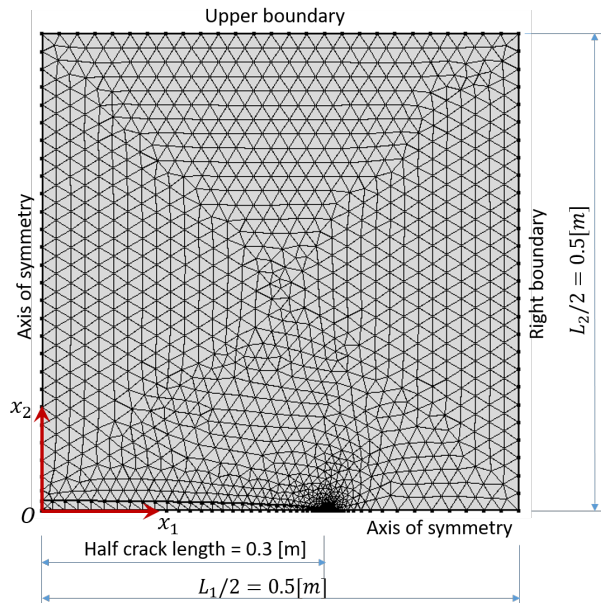 Upper boundary
Axis of symmetry
Right boundary
L₂/2 = 0.5[m]
x₂
O
x₁
Axis of symmetry
Half crack length = 0.3 [m]
L₁/2 = 0.5[m]